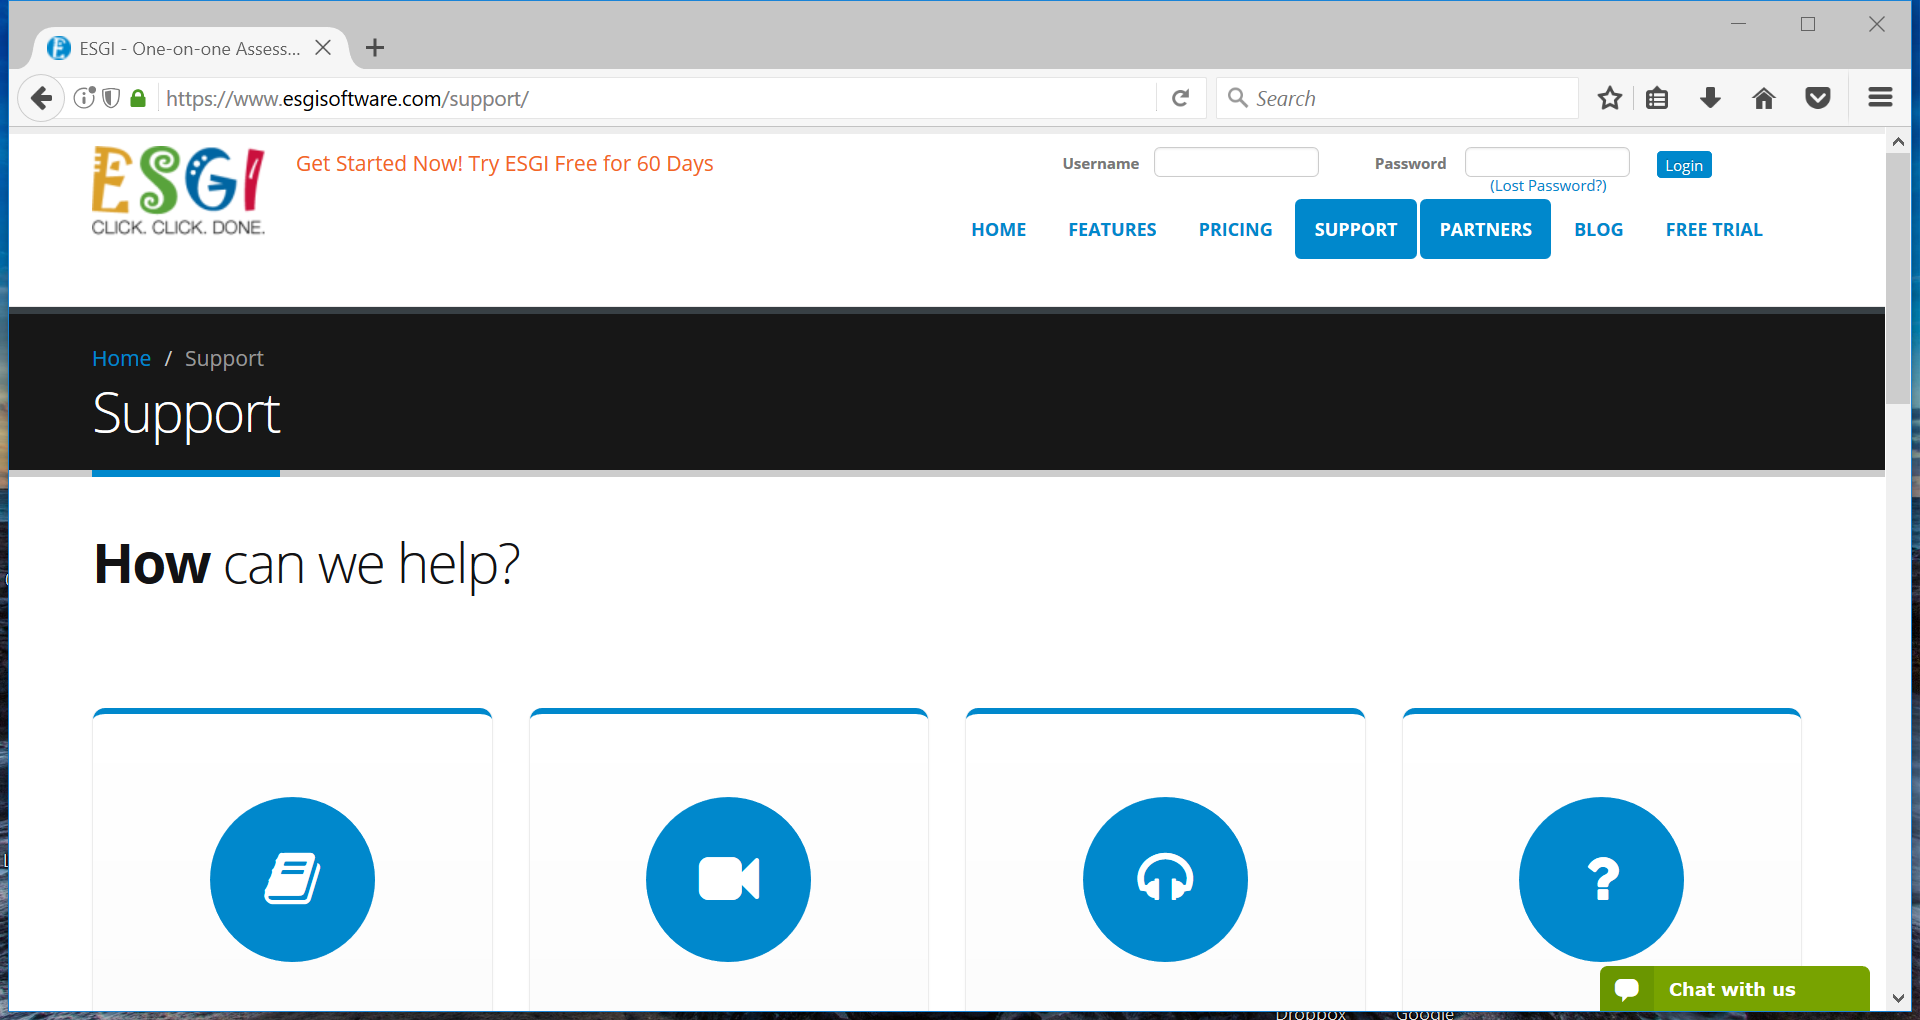 ESGI - One-on-one Assess...
https://www.esgisoftware.com/support/
Search
ESGI
CLICK. CLICK. DONE.
Get Started Now! Try ESGI Free for 60 Days
Username
Password
Login
(Lost Password?)
HOME
FEATURES
PRICING
SUPPORT
PARTNERS
BLOG
FREE TRIAL
Home / Support
Support
How can we help?
Chat with us
Dropbox
Google